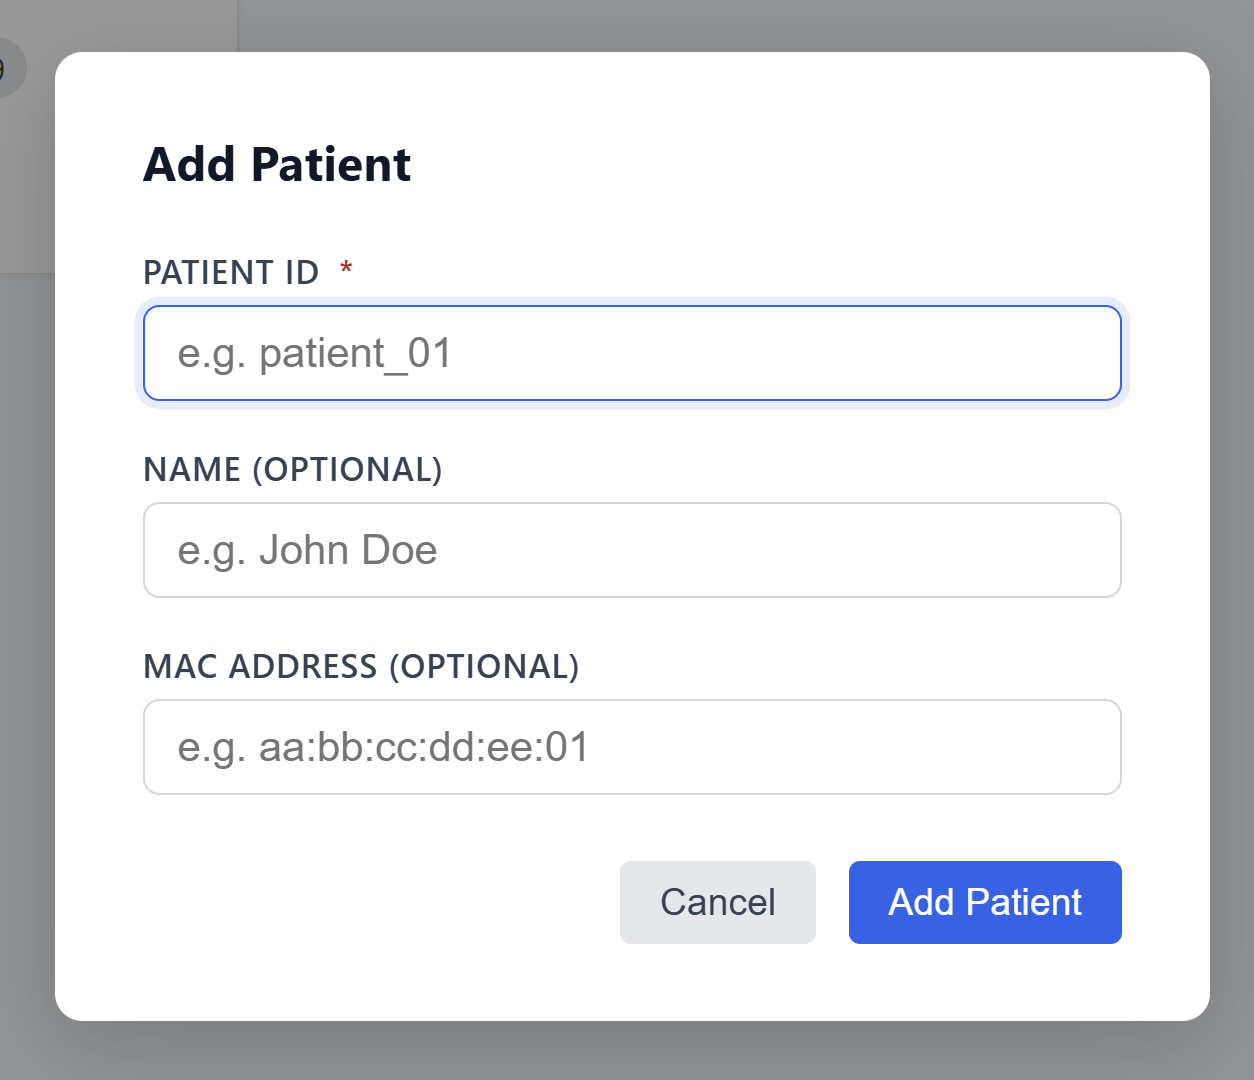 Add Patient
PATIENT ID *
e.g. patient_01
NAME (OPTIONAL)
e.g. John Doe
MAC ADDRESS (OPTIONAL)
e.g. aa:bb:cc:dd:ee:01
Cancel Add Patient